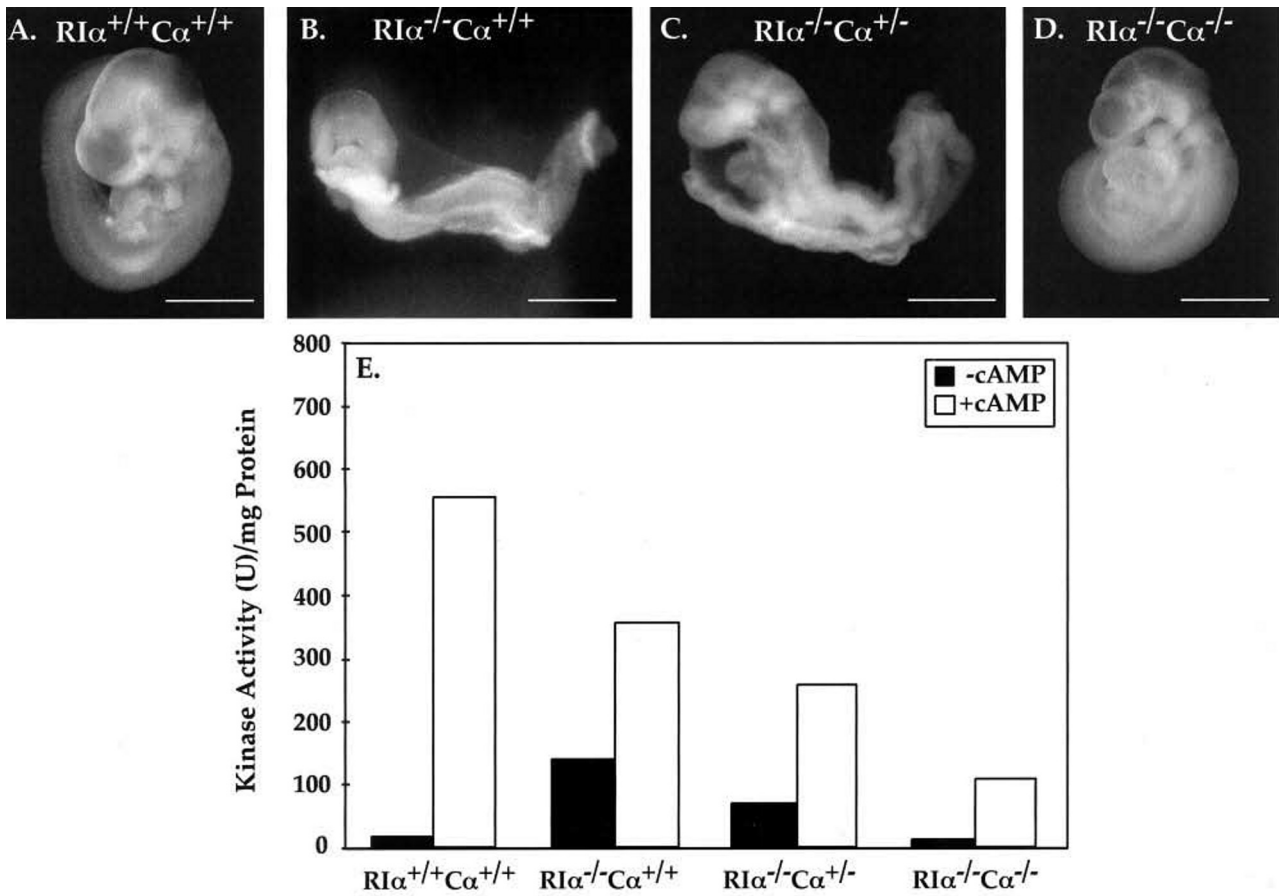 A. RIα+/+Cα+/+
B. RIα-/-Cα+/+
C. RIα-/-Cα+/-
D. RIα-/-Cα-/-
E.
-cAMP
+cAMP
Kinase Activity (U)/mg Protein
800
700
600
500
400
300
200
100
0
RIα+/+Cα+/+ RIα-/-Cα+/+ RIα-/-Cα+/- RIα-/-Cα-/-